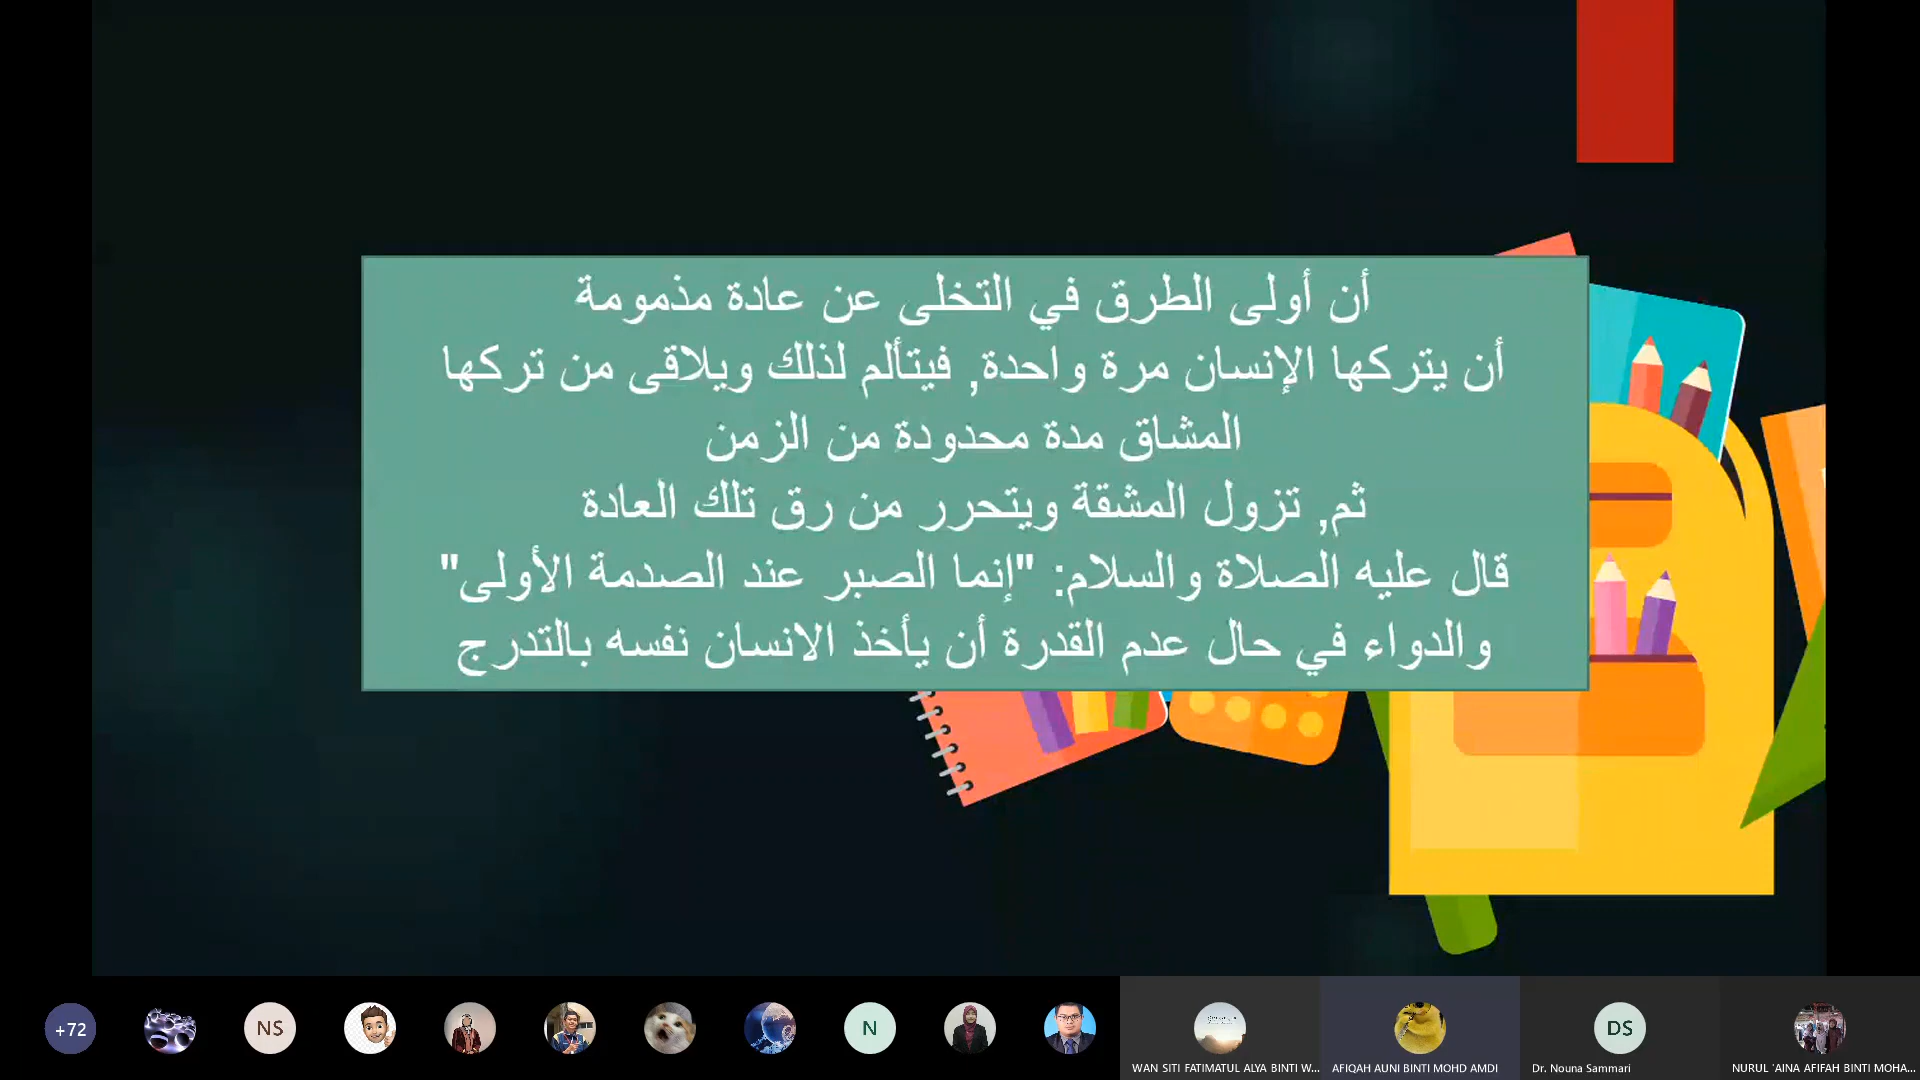 أن أولى الطرق في التخلى عن عادة مذمومة
أن يتركها الإنسان مرة واحدة, فيتألم لذلك ويلاقى من تركها
المشاق مدة محدودة من الزمن
ثم, تزول المشقة ويتحرر من رق تلك العادة
قال عليه الصلاة والسلام: "إنما الصبر عند الصدمة الأولى"
والدواء في حال عدم القدرة أن يأخذ الانسان نفسه بالتدرج
+72
NS
N
DS
WAN SITI FATIMATUL ALYA BINTI W...
AFIQAH AUNI BINTI MOHD AMDI
Dr. Nouna Sammari
NURUL 'AINA AFIFAH BINTI MOHA...